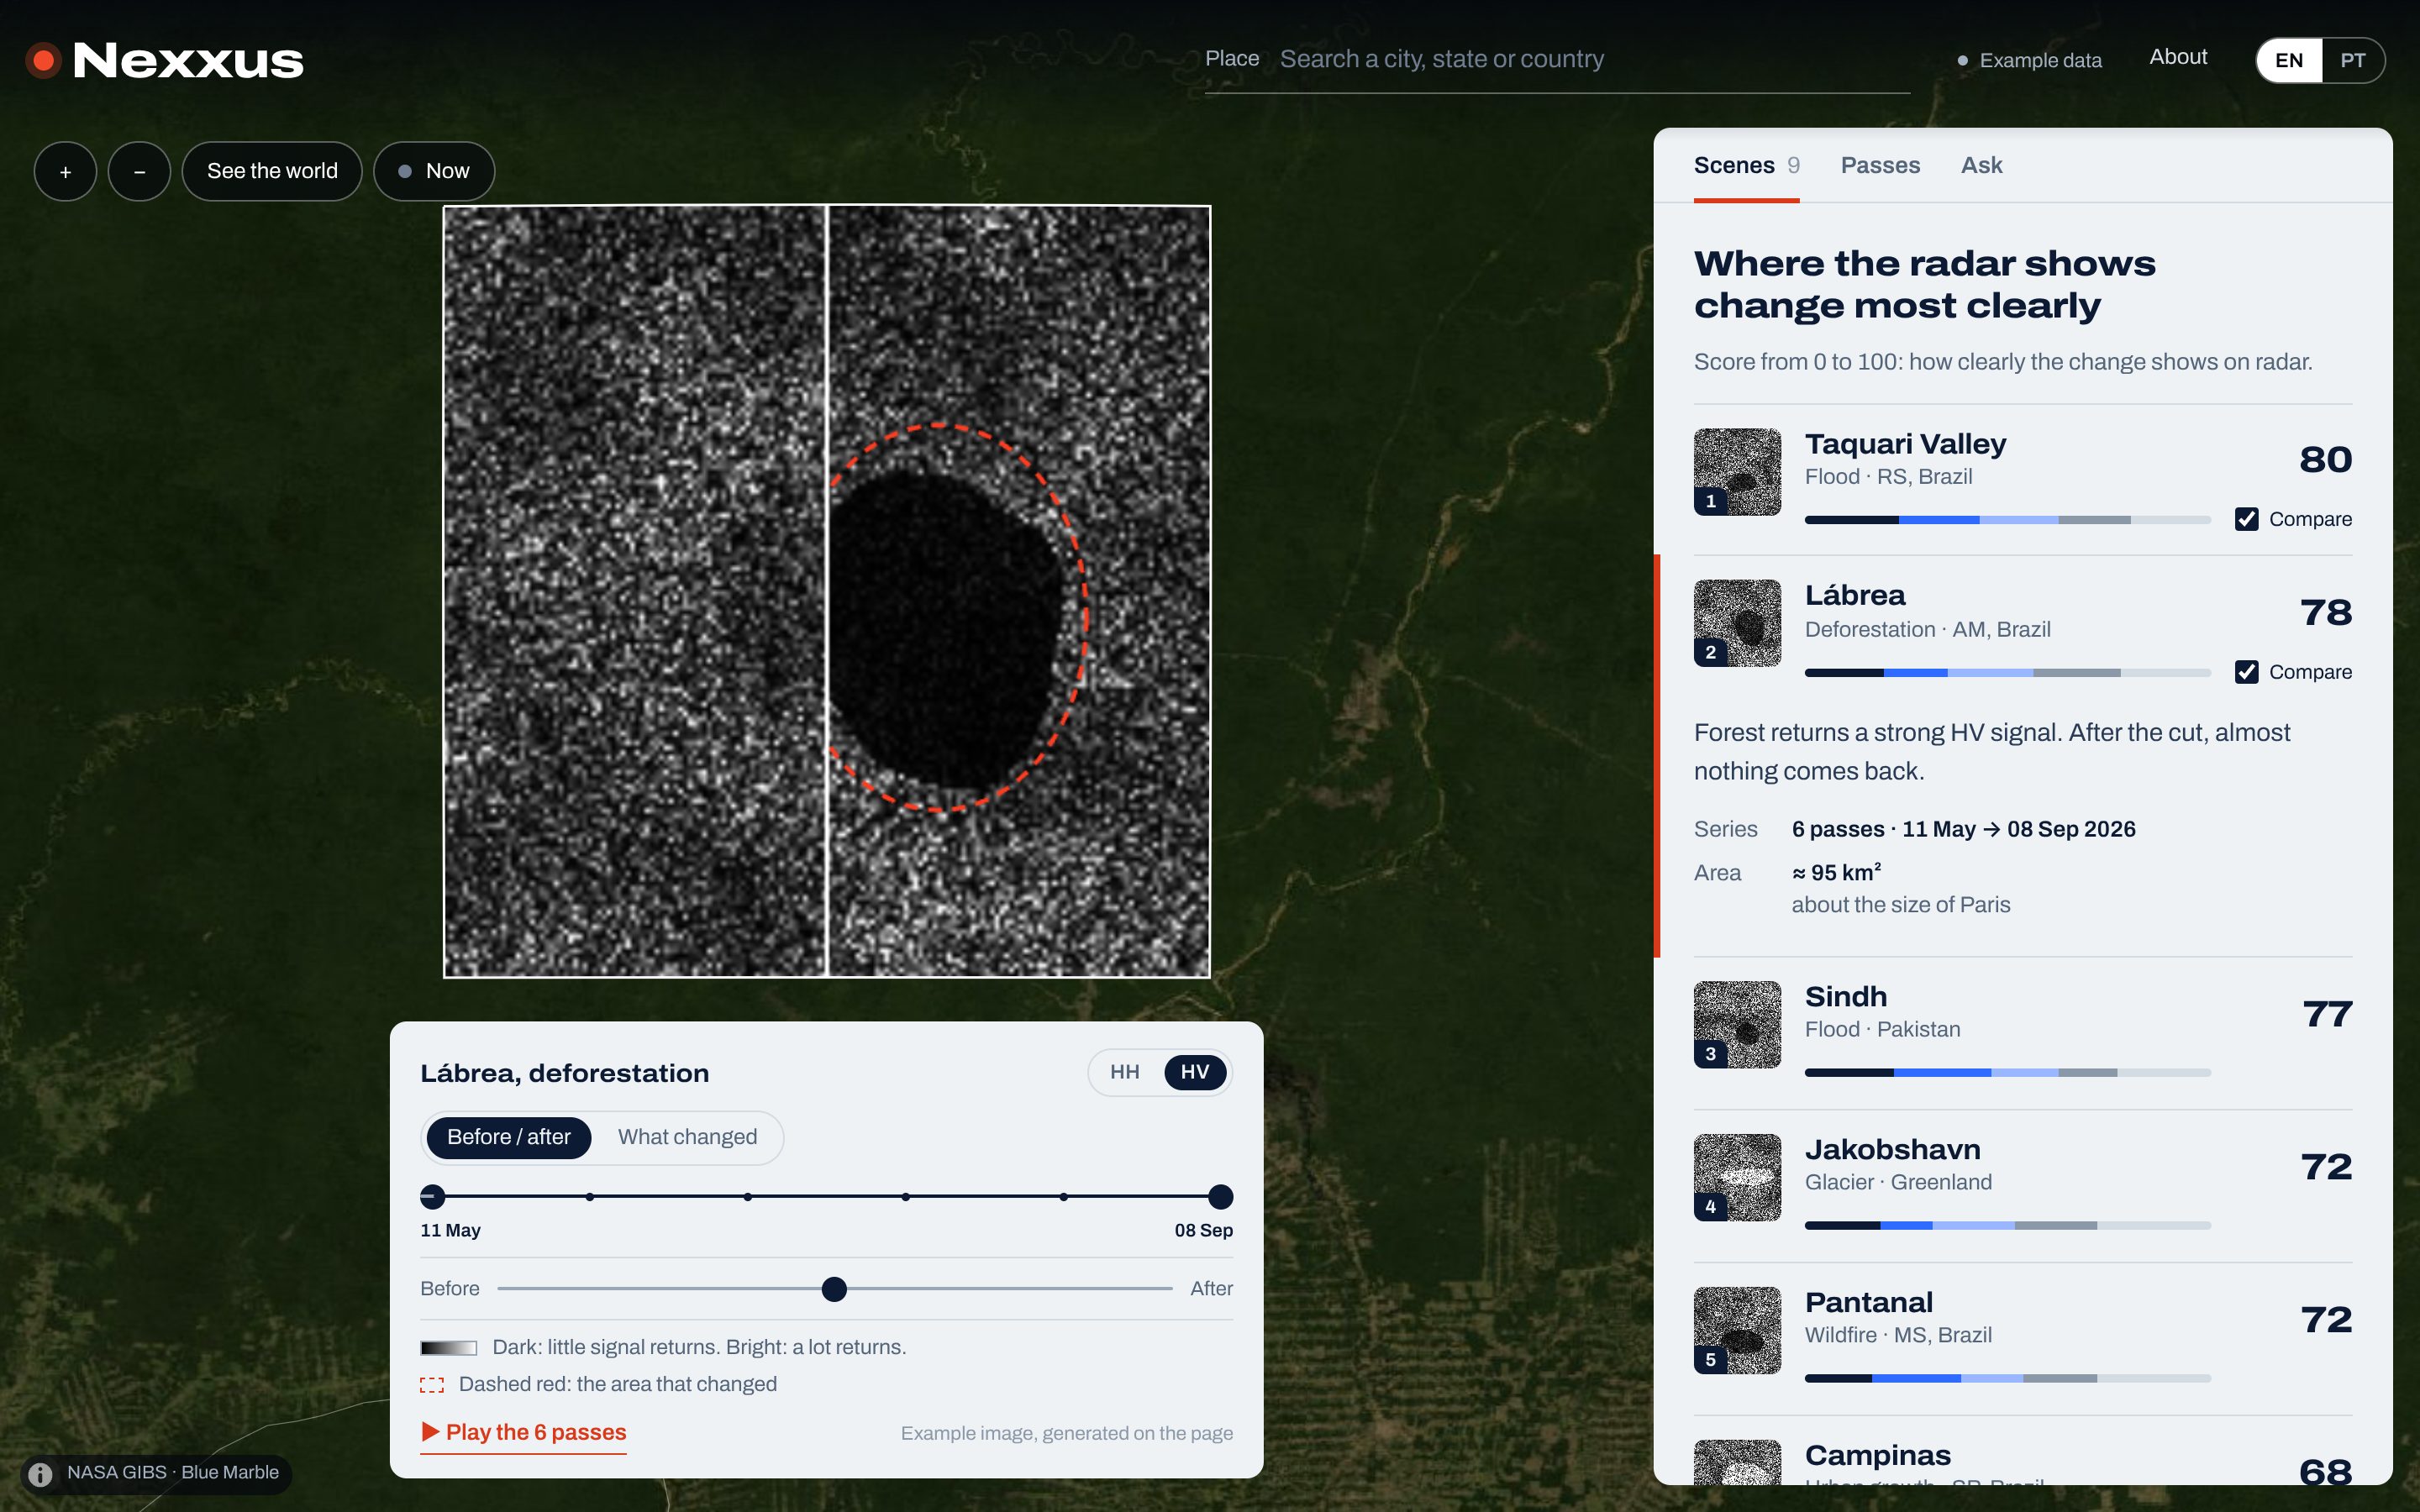 Nexxus
Place Search a city, state or country
Example data
About
EN PT
+ − See the world Now
Scenes 9 Passes Ask
Where the radar shows
change most clearly
Score from 0 to 100: how clearly the change shows on radar.
1
Taquari Valley
80
Flood · RS, Brazil
Compare
2
Lábrea
78
Deforestation · AM, Brazil
Compare
Forest returns a strong HV signal. After the cut, almost
nothing comes back.
Series 6 passes · 11 May → 08 Sep 2026
Area ≈ 95 km²
about the size of Paris
3
Sindh
77
Flood · Pakistan
4
Jakobshavn
72
Glacier · Greenland
5
Pantanal
72
Wildfire · MS, Brazil
Campinas
68
Urban growth · SP, Brazil
Lábrea, deforestation
HH HV
Before / after What changed
11 May 08 Sep
Before After
Dark: little signal returns. Bright: a lot returns.
Dashed red: the area that changed
Play the 6 passes
Example image, generated on the page
NASA GIBS · Blue Marble